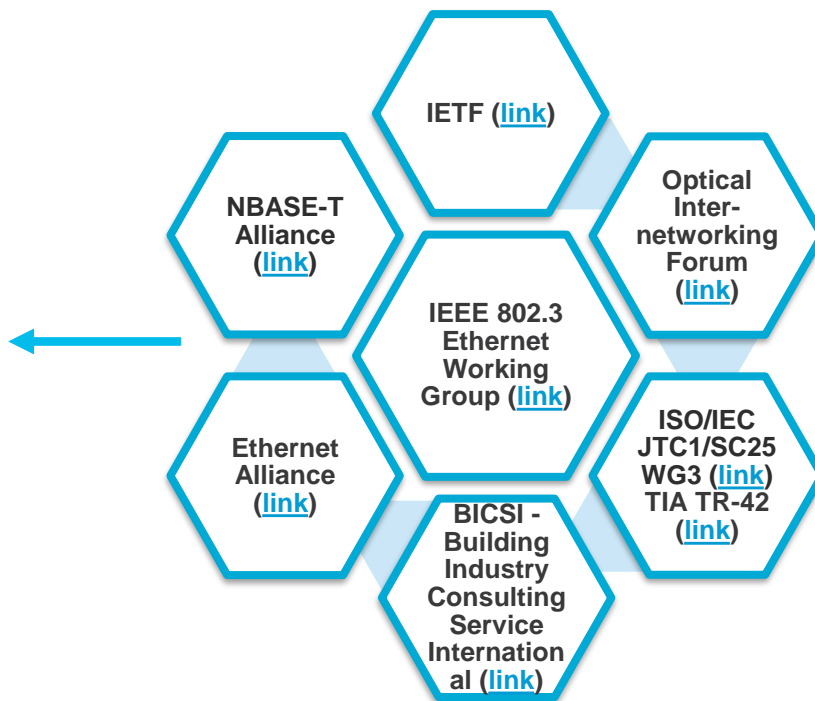 IETF (link)
NBASE-T
Alliance
(link)
Optical
Inter-
networking
Forum
(link)
IEEE 802.3
Ethernet
Working
Group (link)
Ethernet
Alliance
(link)
ISO/IEC
JTC1/SC25
WG3 (link)
TIA TR-42
(link)
BICSI -
Building
Industry
Consulting
Service
Internation
al (link)